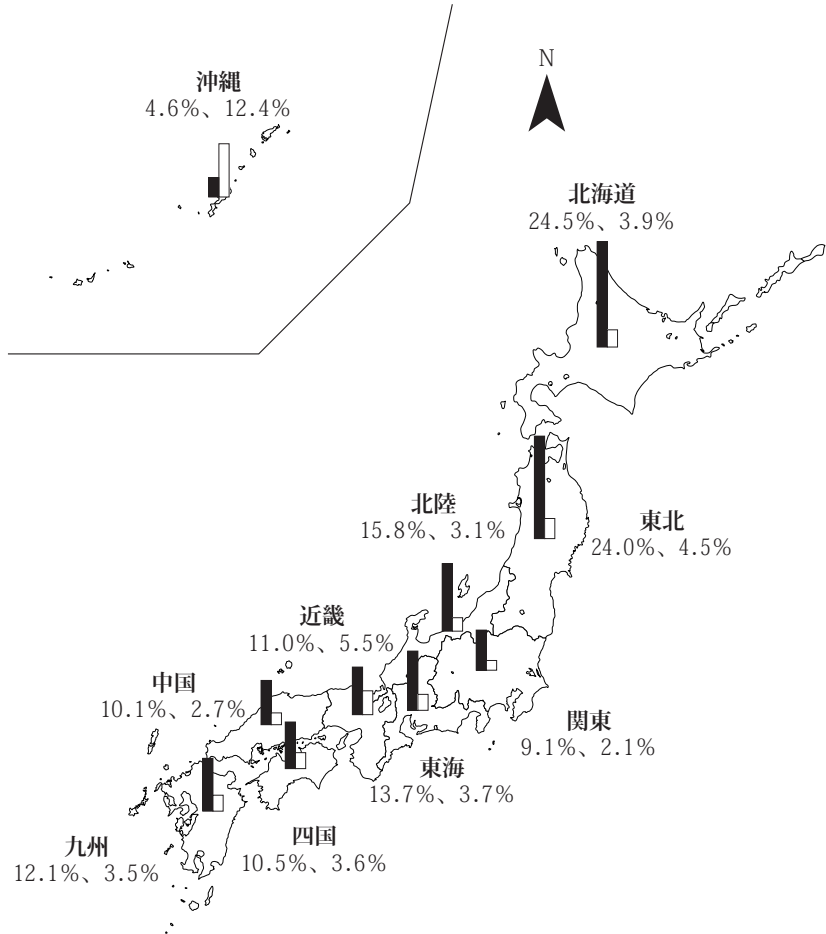 沖縄
4.6%、12.4%
N
北海道
24.5%、3.9%
北陸
15.8%、3.1%
東北
24.0%、4.5%
近畿
11.0%、5.5%
中国
10.1%、2.7%
関東
9.1%、2.1%
東海
13.7%、3.7%
四国
10.5%、3.6%
九州
12.1%、3.5%